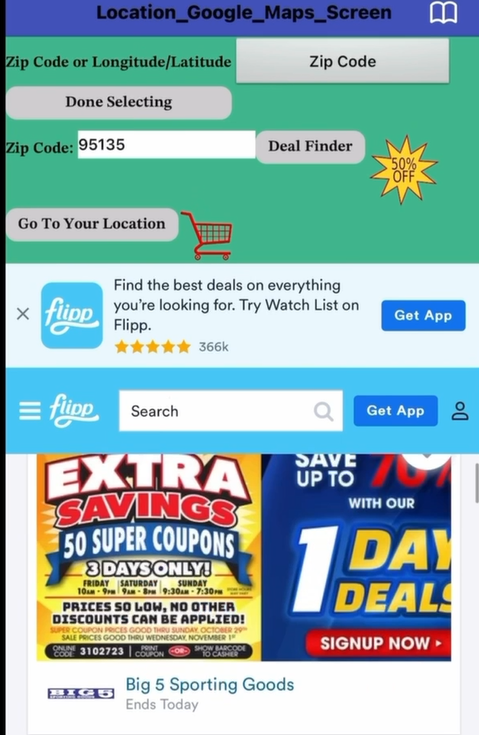 Location_Google_Maps_Screen
Zip Code or Longitude/Latitude
Zip Code
Done Selecting
Zip Code: 95135
Deal Finder
50%
OFF
Go To Your Location
Find the best deals on everything
you're looking for. Try Watch List on
Flipp.
366k
flipp
Get App
flipp
Search
Get App
EXTRA
SAVINGS
50 SUPER COUPONS
3 DAYS ONLY!
FRIDAY SATURDAY SUNDAY
10AM - 9PM 9AM - 8PM 9:30AM - 7:30PM
PRICES SO LOW, NO OTHER
DISCOUNTS CAN BE APPLIED!
SUPER COUPON PRICES GOOD THRU SUNDAY, OCTOBER 29TH
SALE PRICES GOOD THRU WEDNESDAY, NOVEMBER 1ST
ONLINE CODE: 3102723 PRINT COUPON -OR- SHOW BARCODE TO CASHIER
SAVE
UP TO 70%
WITH OUR
1 DAY
DEALS
SIGNUP NOW
BIG 5
Big 5 Sporting Goods
Ends Today